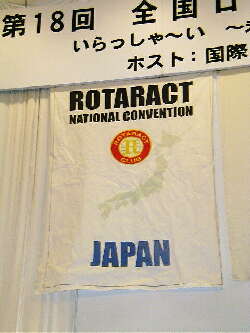 第18回 全国ロ
いらっしゃ～い ～
ホスト：国際
ROTARACT
NATIONAL CONVENTION
ROTARACT
R
CLUB
JAPAN